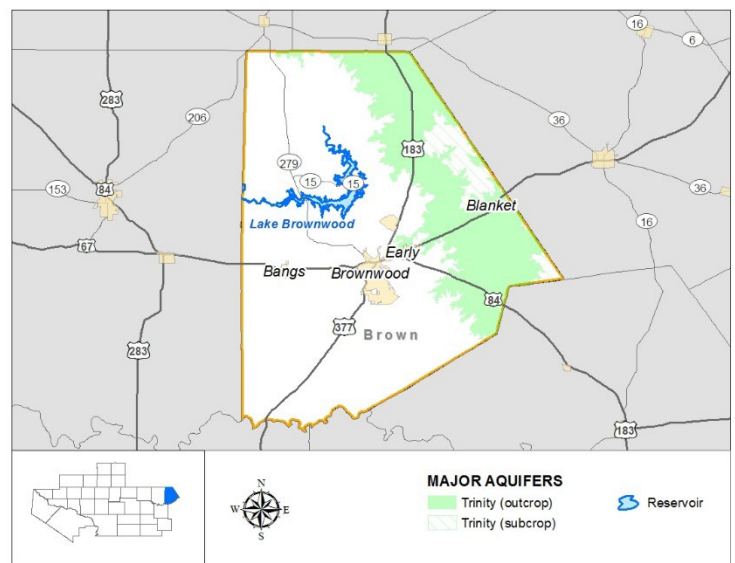 16
6
283
206
36
183
279
153
84
15
15
36
Blanket
16
Lake Brownwood
67
Early
Bangs
Brownwood
84
377
Brown
283
183
N
W
E
S
MAJOR AQUIFERS
Trinity (outcrop)
Trinity (subcrop)
Reservoir